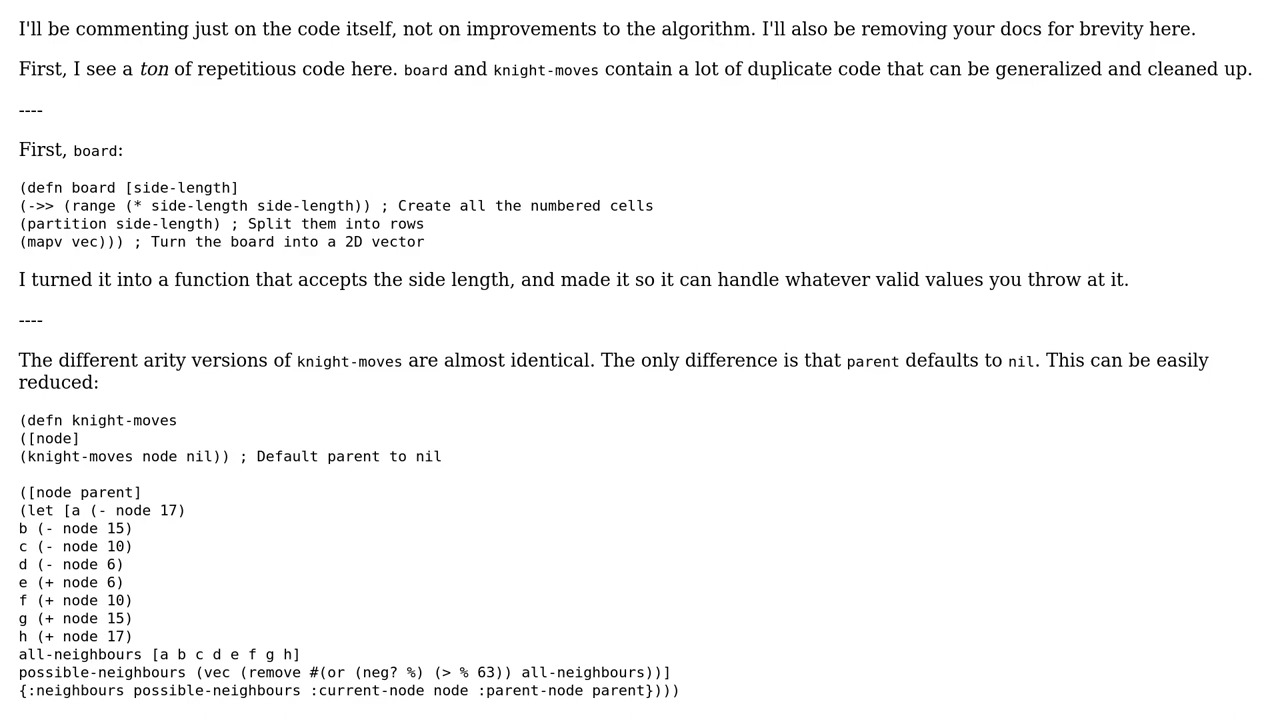 I'll be commenting just on the code itself, not on improvements to the algorithm. I'll also be removing your docs for brevity here.
First, I see a ton of repetitious code here. board and knight-moves contain a lot of duplicate code that can be generalized and cleaned up.
----
First, board:
(defn board [side-length]
(->> (range (* side-length side-length)) ; Create all the numbered cells
(partition side-length) ; Split them into rows
(mapv vec))) ; Turn the board into a 2D vector
I turned it into a function that accepts the side length, and made it so it can handle whatever valid values you throw at it.
----
The different arity versions of knight-moves are almost identical. The only difference is that parent defaults to nil. This can be easily
reduced:
(defn knight-moves
([node]
(knight-moves node nil)) ; Default parent to nil
([node parent]
(let [a (- node 17)
b (- node 15)
c (- node 10)
d (- node 6)
e (+ node 6)
f (+ node 10)
g (+ node 15)
h (+ node 17)
all-neighbours [a b c d e f g h]
possible-neighbours (vec (remove #(or (neg? %) (> % 63)) all-neighbours))]
{:neighbours possible-neighbours :current-node node :parent-node parent})))